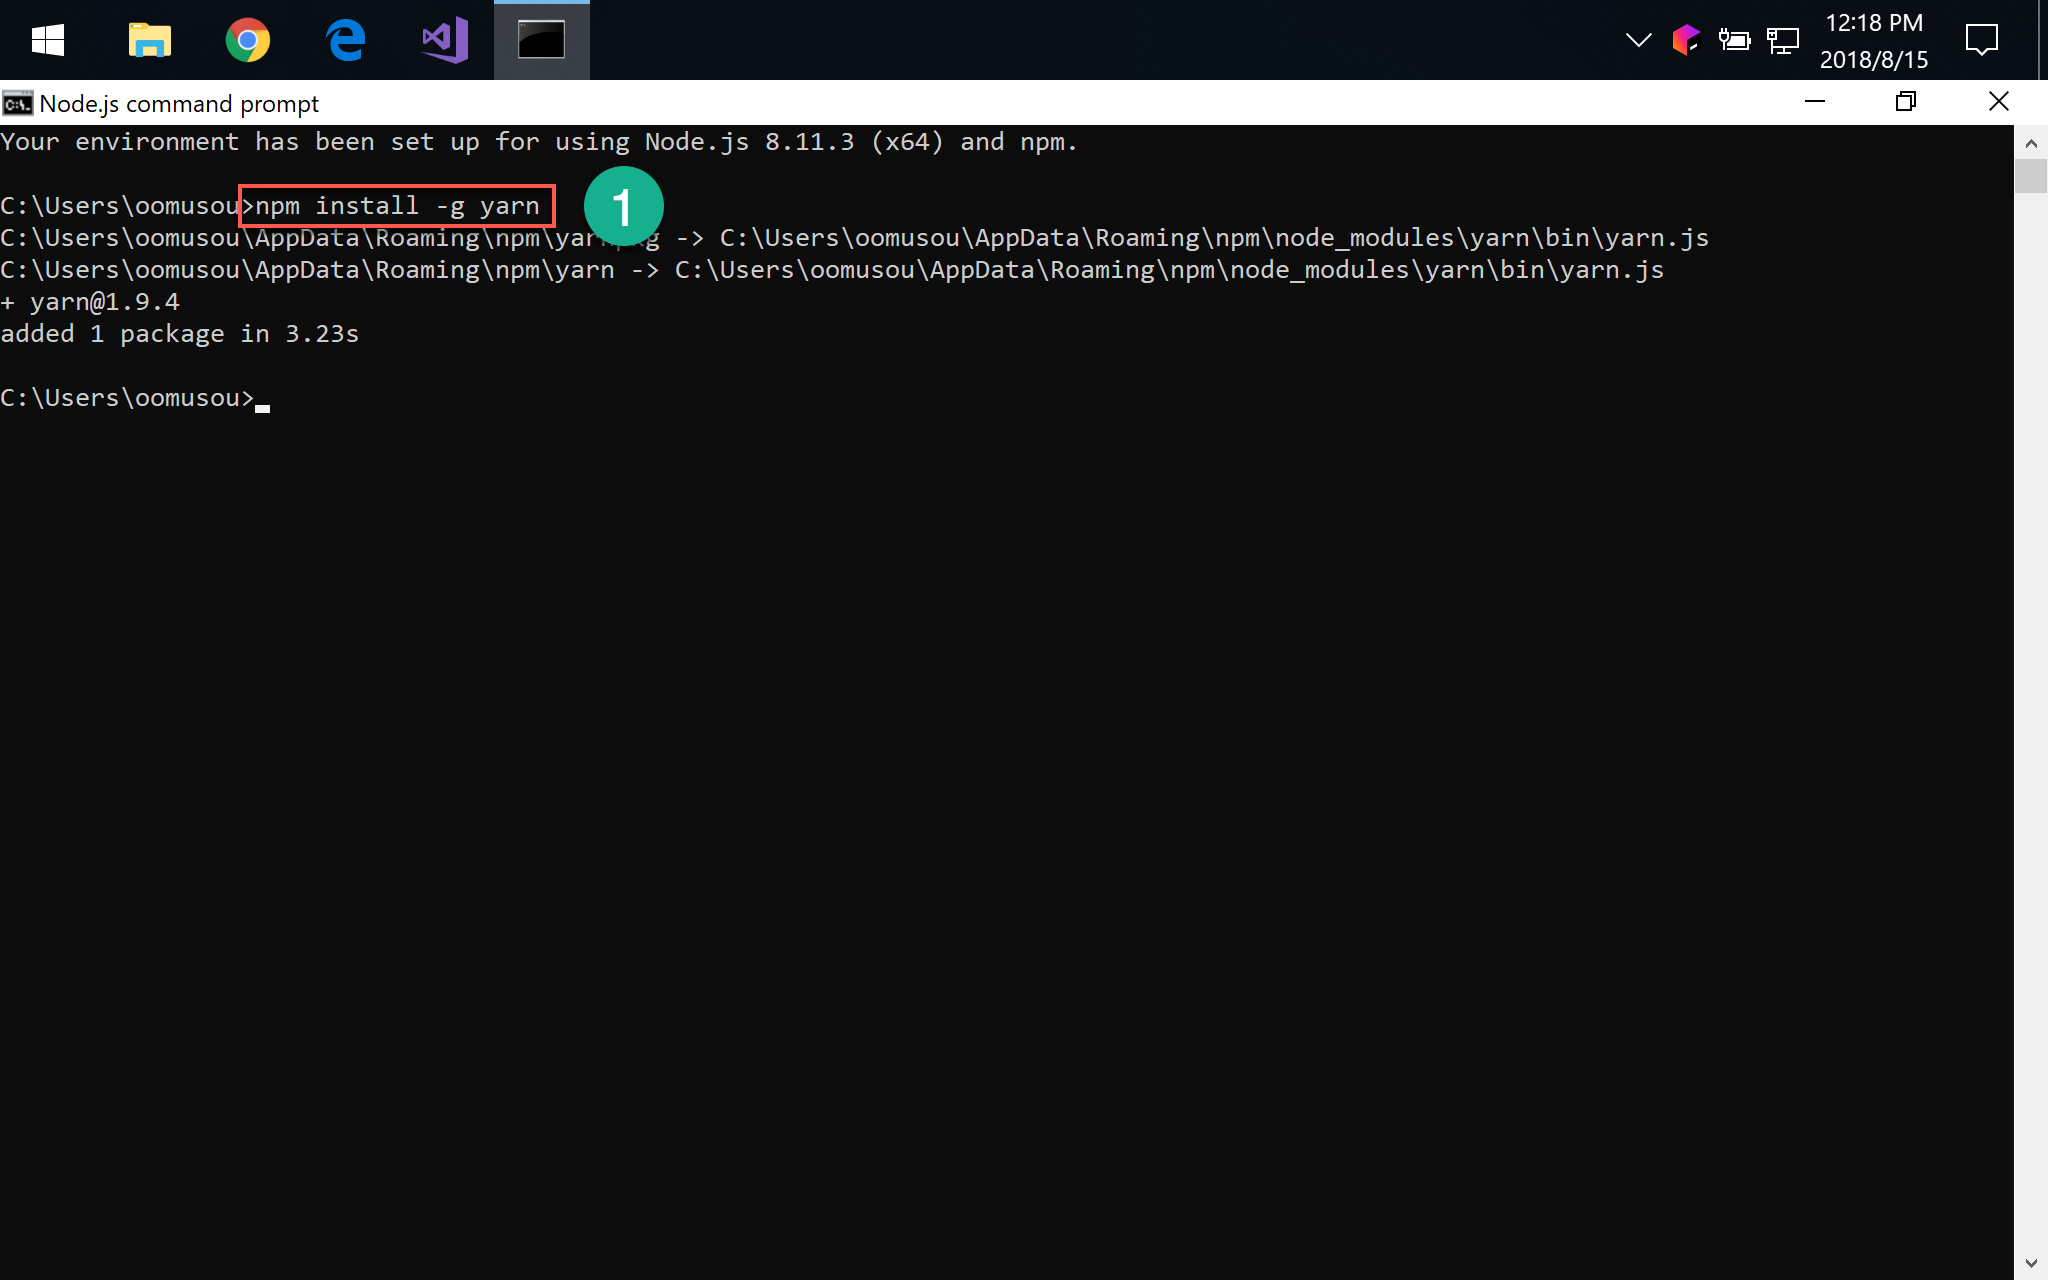 12:18 PM
2018/8/15
Node.js command prompt
Your environment has been set up for using Node.js 8.11.3 (x64) and npm.
C:\Users\oomusou>npm install -g yarn
1
C:\Users\oomusou\AppData\Roaming\npm\yarnpkg -> C:\Users\oomusou\AppData\Roaming\npm\node_modules\yarn\bin\yarn.js
C:\Users\oomusou\AppData\Roaming\npm\yarn -> C:\Users\oomusou\AppData\Roaming\npm\node_modules\yarn\bin\yarn.js
+ yarn@1.9.4
added 1 package in 3.23s
C:\Users\oomusou>